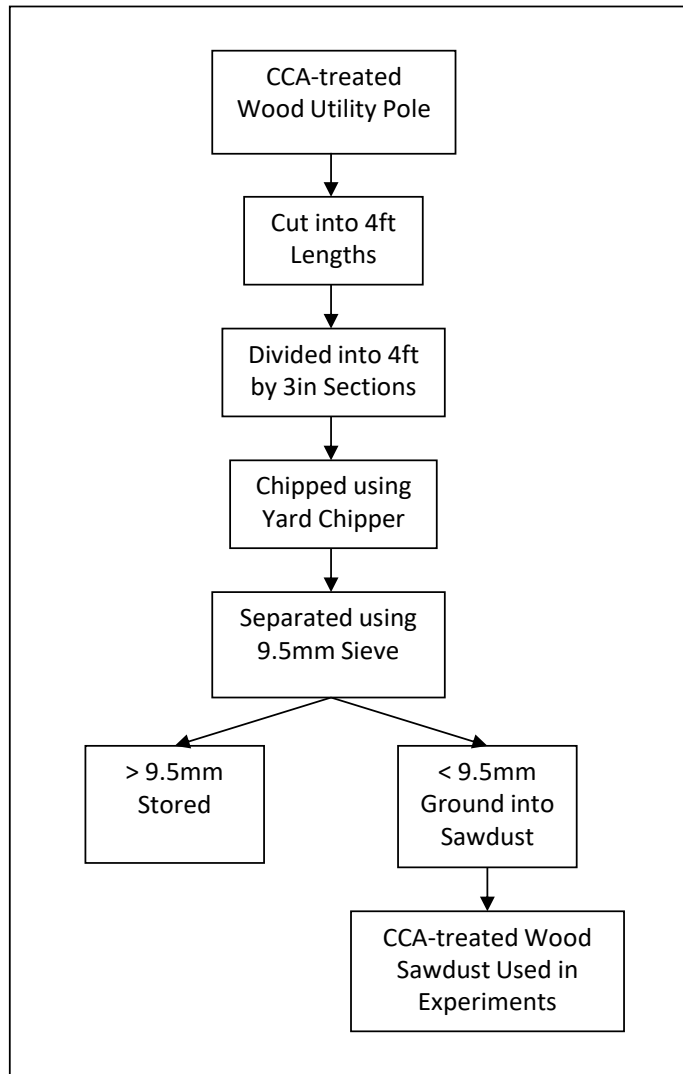 CCA-treated
Wood Utility Pole
Cut into 4ft
Lengths
Divided into 4ft
by 3in Sections
Chipped using
Yard Chipper
Separated using
9.5mm Sieve
> 9.5mm
Stored
< 9.5mm
Ground into
Sawdust
CCA-treated Wood
Sawdust Used in
Experiments